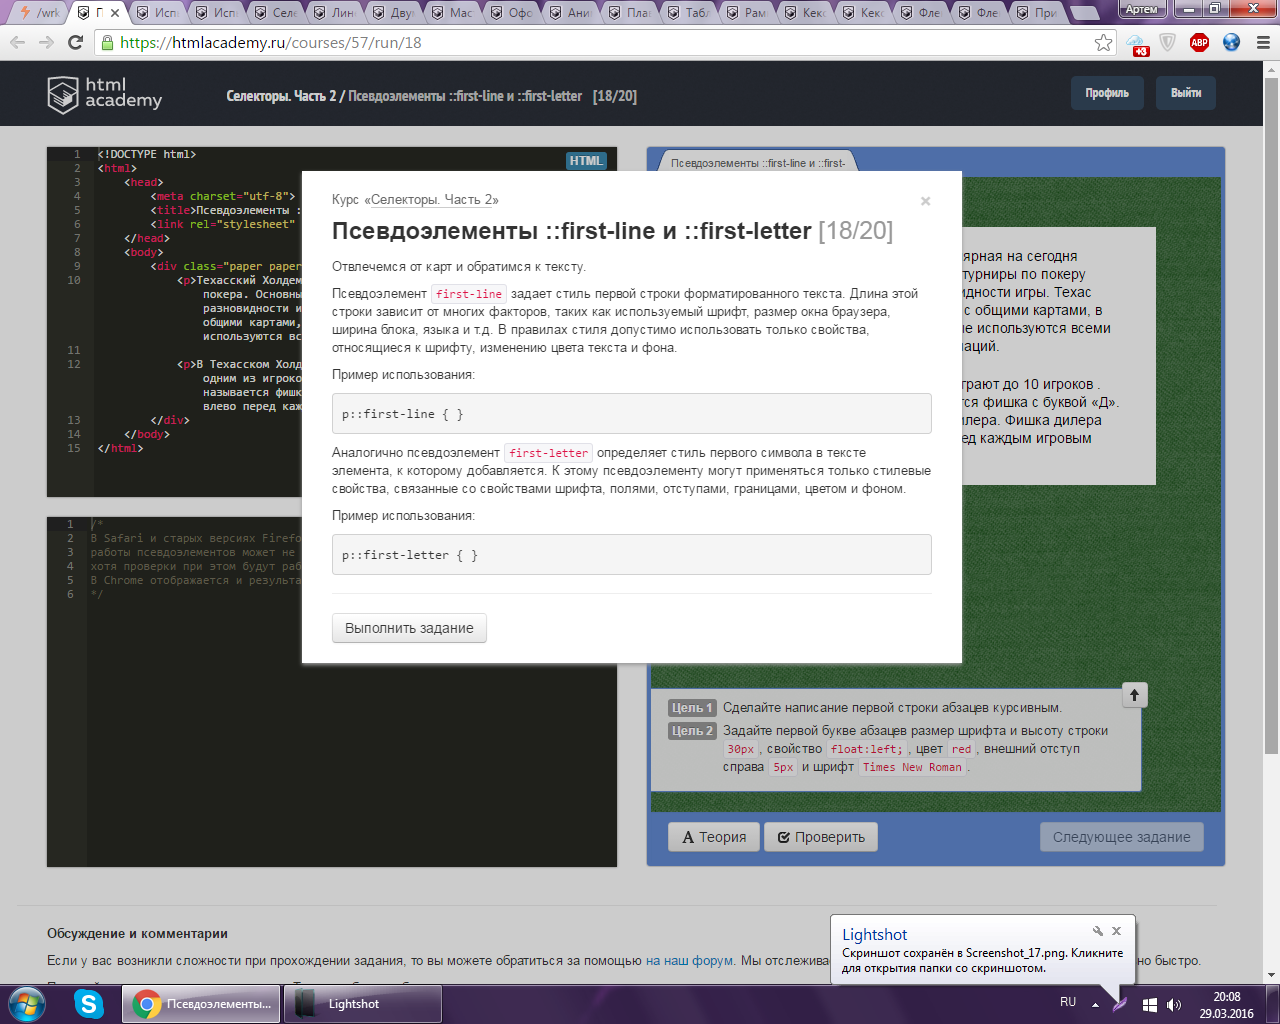 /wrk
П
Исп
Исп
Селе
Лин
Дву
Мас
Офо
Ани
Пла
Табл
Рам
Кекс
Кекс
Фле
Фле
При
Артем
https://htmlacademy.ru/courses/57/run/18
+3
ABP
html
academy
Селекторы. Часть 2 / Псевдоэлементы ::first-line и ::first-letter [18/20]
Профиль
Выйти
HTML
1 <!DOCTYPE html>
2 <html>
3 <head>
4 <meta charset="utf-8">
5 <title>Псевдоэлементы :
6 <link rel="stylesheet"
7 </head>
8 <body>
9 <div class="paper paper
10 <p>Техасский Холдем
покера. Основны
разновидности и
общими картами,
используются вс
11
12 <p>В Техасском Холд
одним из игроко
называется фишк
влево перед каж
13 </div>
14 </body>
15 </html>
1 /*
2 В Safari и старых версиях Firefo
3 работы псевдоэлементов может не
4 хотя проверки при этом будут раб
5 В Chrome отображается и результа
6 */
Курс «Селекторы. Часть 2»
Псевдоэлементы ::first-line и ::first-letter [18/20]
Отвлечемся от карт и обратимся к тексту.
Псевдоэлемент first-line задает стиль первой строки форматированного текста. Длина этой
строки зависит от многих факторов, таких как используемый шрифт, размер окна браузера,
ширина блока, языка и т.д. В правилах стиля допустимо использовать только свойства,
относящиеся к шрифту, изменению цвета текста и фона.
Пример использования:
p::first-line { }
Аналогично псевдоэлемент first-letter определяет стиль первого символа в тексте
элемента, к которому добавляется. К этому псевдоэлементу могут применяться только стилевые
свойства, связанные со свойствами шрифта, полями, отступами, границами, цветом и фоном.
Пример использования:
p::first-letter { }
Выполнить задание
Псевдоэлементы ::first-line и ::first-
ярная на сегодня
турниры по покеру
идности игры. Техас
с общими картами, в
ые используются всеми
наций.
грают до 10 игроков .
тся фишка с буквой «Д».
илера. Фишка дилера
ед каждым игровым
Цель 1 Сделайте написание первой строки абзацев курсивным.
Цель 2 Задайте первой букве абзацев размер шрифта и высоту строки
30px, свойство float:left;, цвет red, внешний отступ
справа 5px и шрифт Times New Roman.
Теория
Проверить
Следующее задание
Обсуждение и комментарии
Если у вас возникли сложности при прохождении задания, то вы можете обратиться за помощью на наш форум. Мы отслежива
но быстро.
Lightshot
Скриншот сохранён в Screenshot_17.png. Кликните
для открытия папки со скриншотом.
Псевдоэлементы...
Lightshot
RU
20:08
29.03.2016